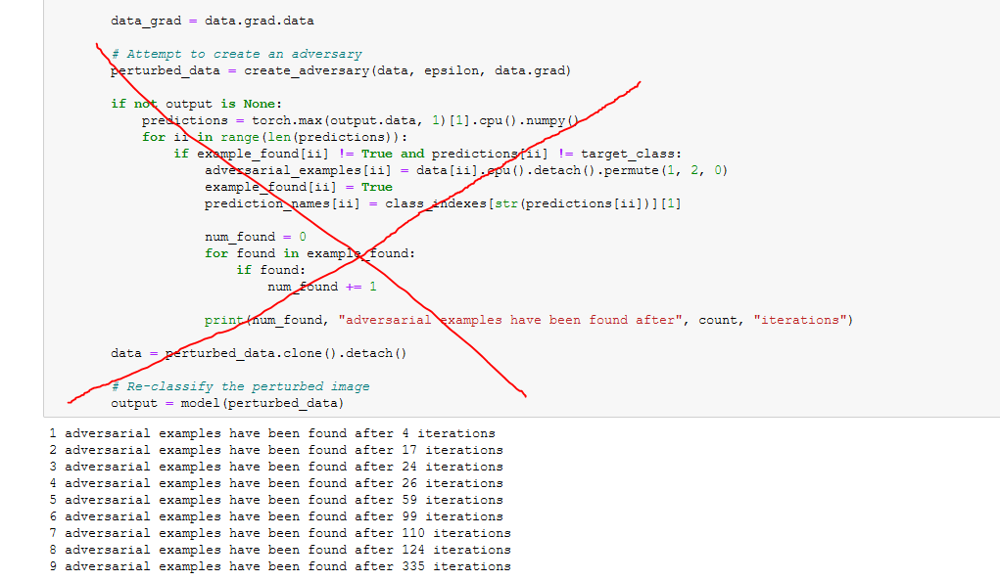 data_grad = data.grad.data
# Attempt to create an adversary
perturbed_data = create_adversary(data, epsilon, data.grad)
if not output is None:
predictions = torch.max(output.data, 1)[1].cpu().numpy()
for ii in range(len(predictions)):
if example_found[ii] != True and predictions[ii] != target_class:
adversarial_examples[ii] = data[ii].cpu().detach().permute(1, 2, 0)
example_found[ii] = True
prediction_names[ii] = class_indexes[str(predictions[ii])][1]
num_found = 0
for found in example_found:
if found:
num_found += 1
print(num_found, "adversarial examples have been found after", count, "iterations")
data = perturbed_data.clone().detach()
# Re-classify the perturbed image
output = model(perturbed_data)
1 adversarial examples have been found after 4 iterations
2 adversarial examples have been found after 17 iterations
3 adversarial examples have been found after 24 iterations
4 adversarial examples have been found after 26 iterations
5 adversarial examples have been found after 59 iterations
6 adversarial examples have been found after 99 iterations
7 adversarial examples have been found after 110 iterations
8 adversarial examples have been found after 124 iterations
9 adversarial examples have been found after 335 iterations